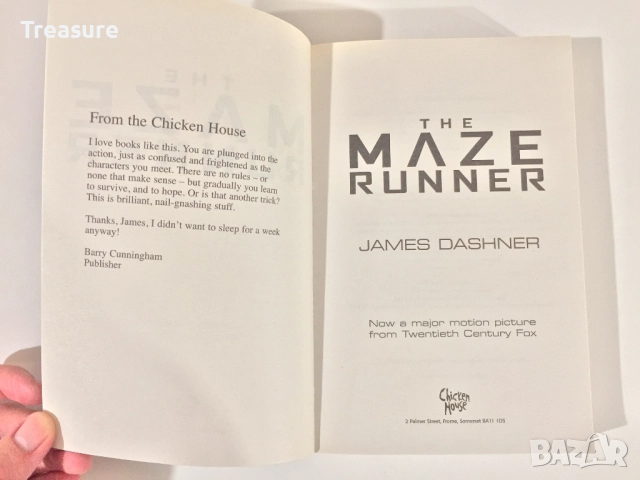 Treasure
From the Chicken House
I love books like this. You are plunged into the
action, just as confused and frightened as the
characters you meet. There are no rules – or
none that make sense – but gradually you learn
to survive, and to hope. Or is that another trick?
This is brilliant, nail-gnashing stuff.
Thanks, James, I didn't want to sleep for a week
anyway!
Barry Cunningham
Publisher
THE
MAZE
RUNNER
JAMES DASHNER
Now a major motion picture
from Twentieth Century Fox
Chicken
House
2 Palmer Street, Frome, Somerset BA11 1DS
BAZAR